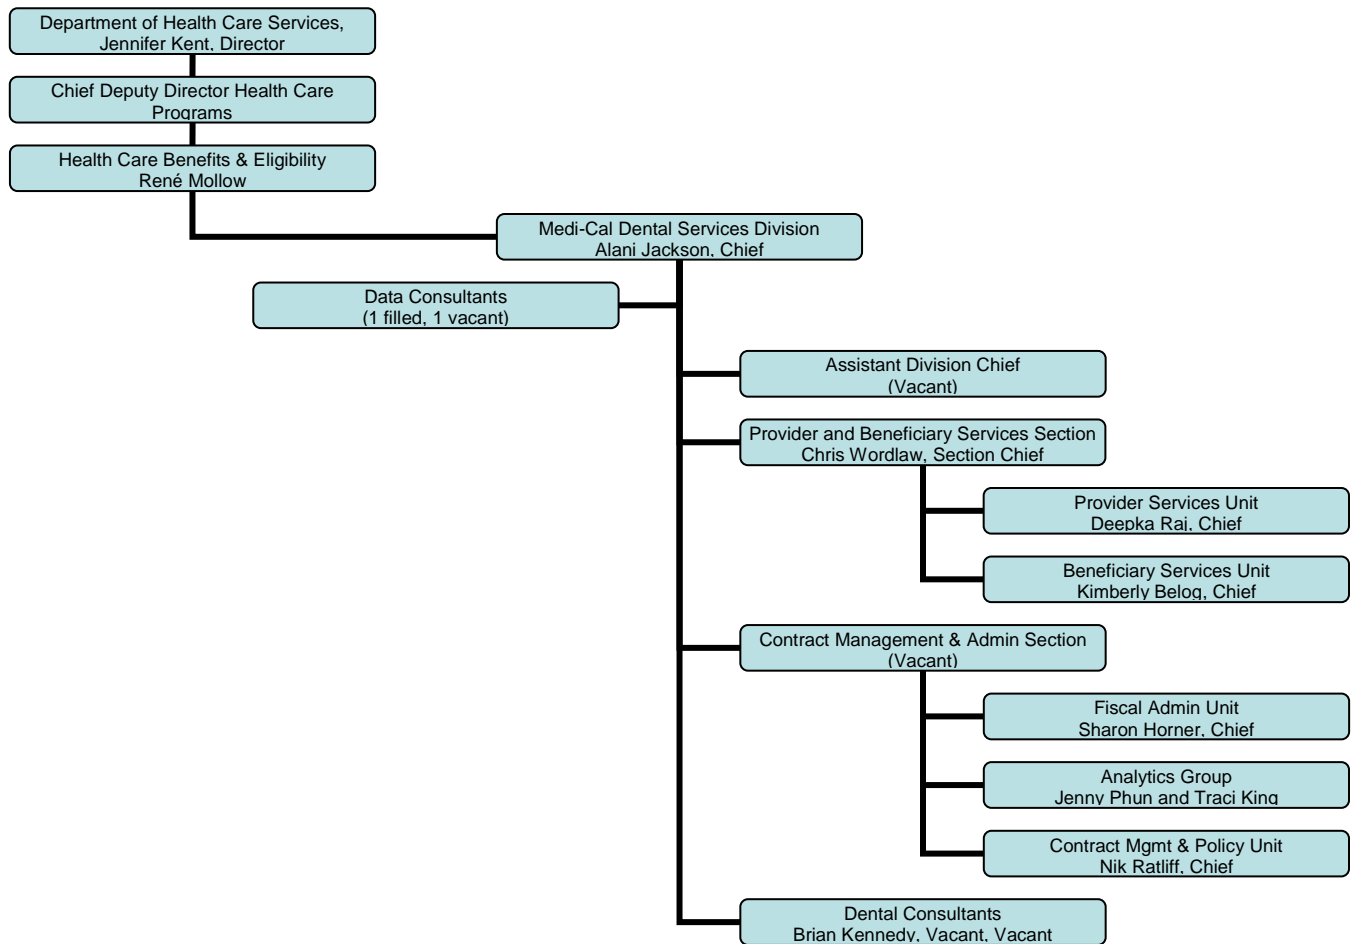 Department of Health Care Services,
Jennifer Kent, Director
Chief Deputy Director Health Care
Programs
Health Care Benefits & Eligibility
René Mollow
Medi-Cal Dental Services Division
Alani Jackson, Chief
Data Consultants
(1 filled, 1 vacant)
Assistant Division Chief
(Vacant)
Provider and Beneficiary Services Section
Chris Wordlaw, Section Chief
Provider Services Unit
Deepka Raj, Chief
Beneficiary Services Unit
Kimberly Belog, Chief
Contract Management & Admin Section
(Vacant)
Fiscal Admin Unit
Sharon Horner, Chief
Analytics Group
Jenny Phun and Traci King
Contract Mgmt & Policy Unit
Nik Ratliff, Chief
Dental Consultants
Brian Kennedy, Vacant, Vacant